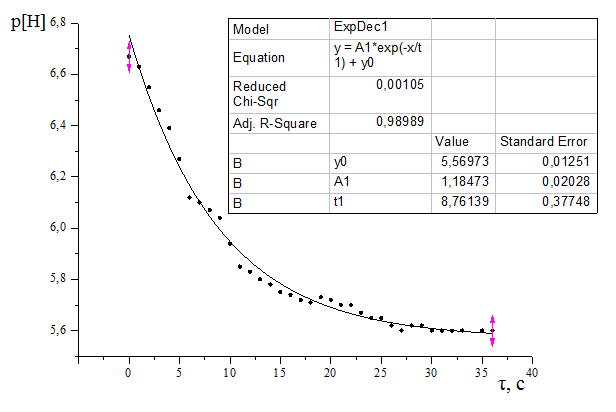 p[H]
6,8
6,6
6,4
6,2
6,0
5,8
5,6
0 5 10 15 20 25 30 35 40
τ, c
Model ExpDec1
Equation y = A1*exp(-x/t
1) + y0
Reduced 0,00105
Chi-Sqr
Adj. R-Square 0,98989
Value Standard Error
B y0 5,56973 0,01251
B A1 1,18473 0,02028
B t1 8,76139 0,37748